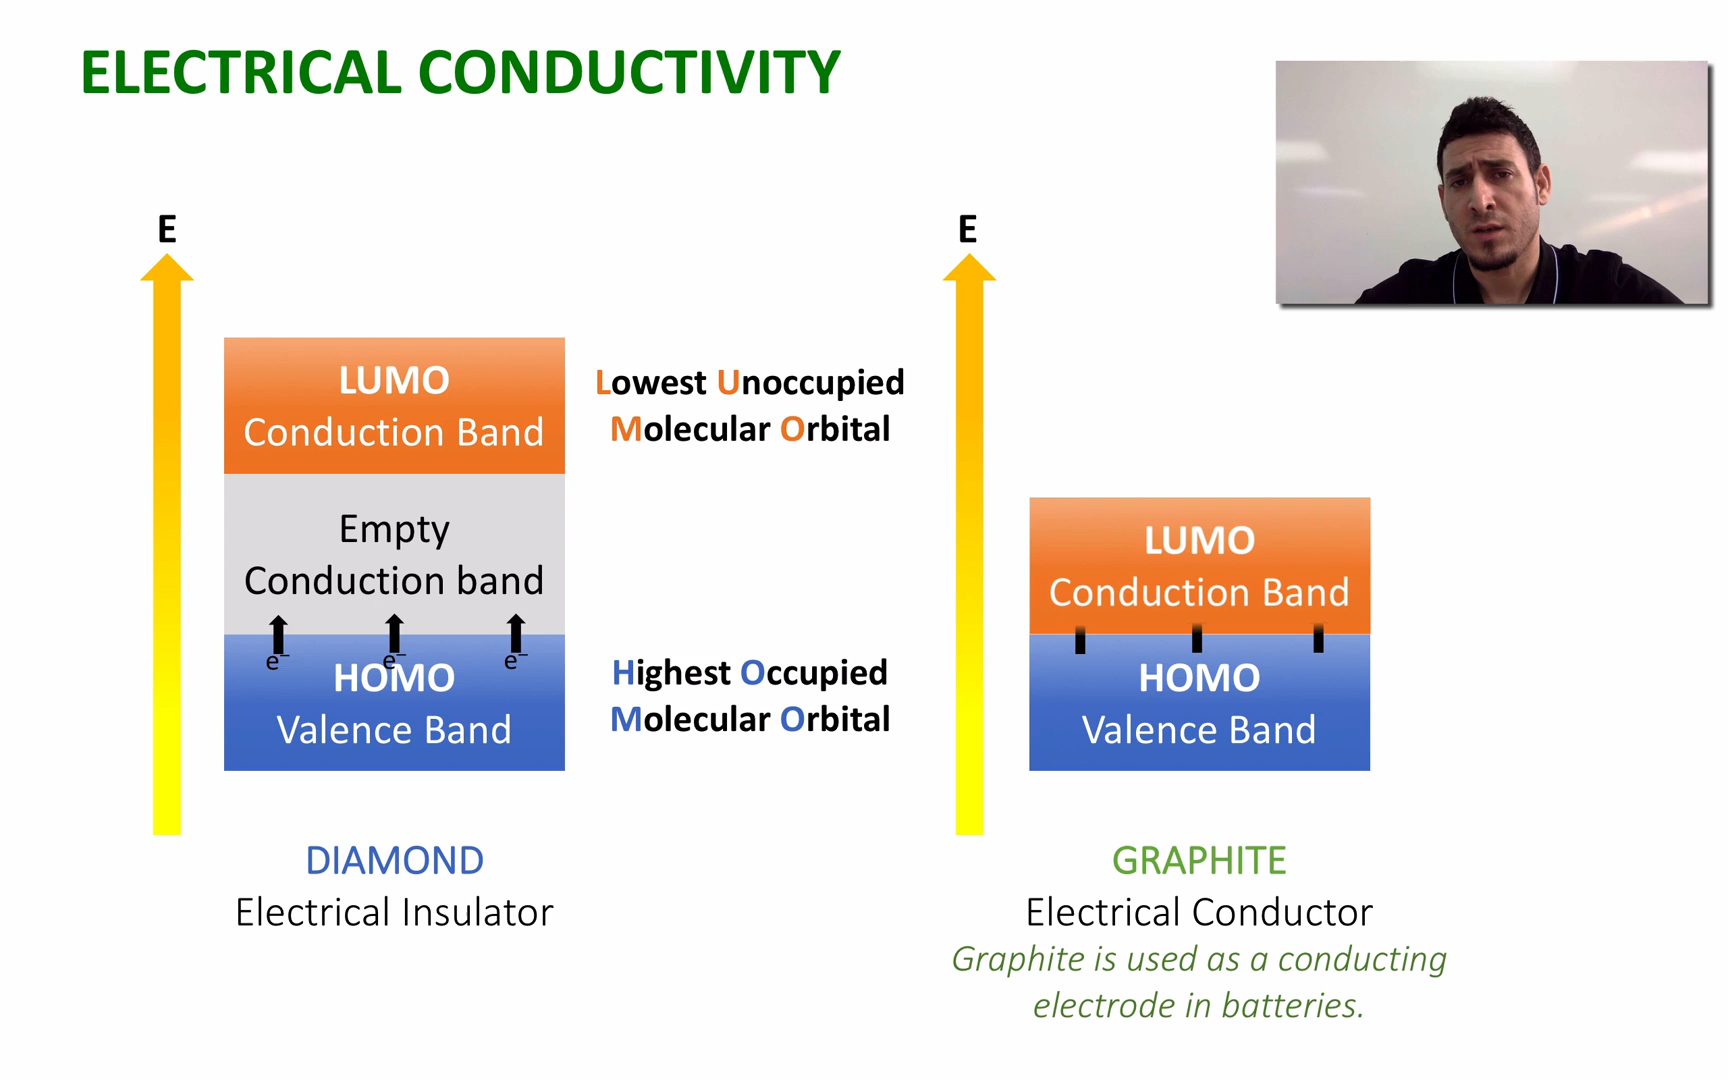 ELECTRICAL CONDUCTIVITY
E
LUMO
Conduction Band
Empty
Conduction band
e⁻ e⁻ e⁻
HOMO
Valence Band
Lowest Unoccupied
Molecular Orbital
Highest Occupied
Molecular Orbital
DIAMOND
Electrical Insulator
E
LUMO
Conduction Band
HOMO
Valence Band
GRAPHITE
Electrical Conductor
Graphite is used as a conducting
electrode in batteries.